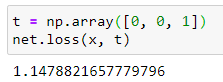 t = np.array([0, 0, 1])
net.loss(x, t)
1.1478821657779796